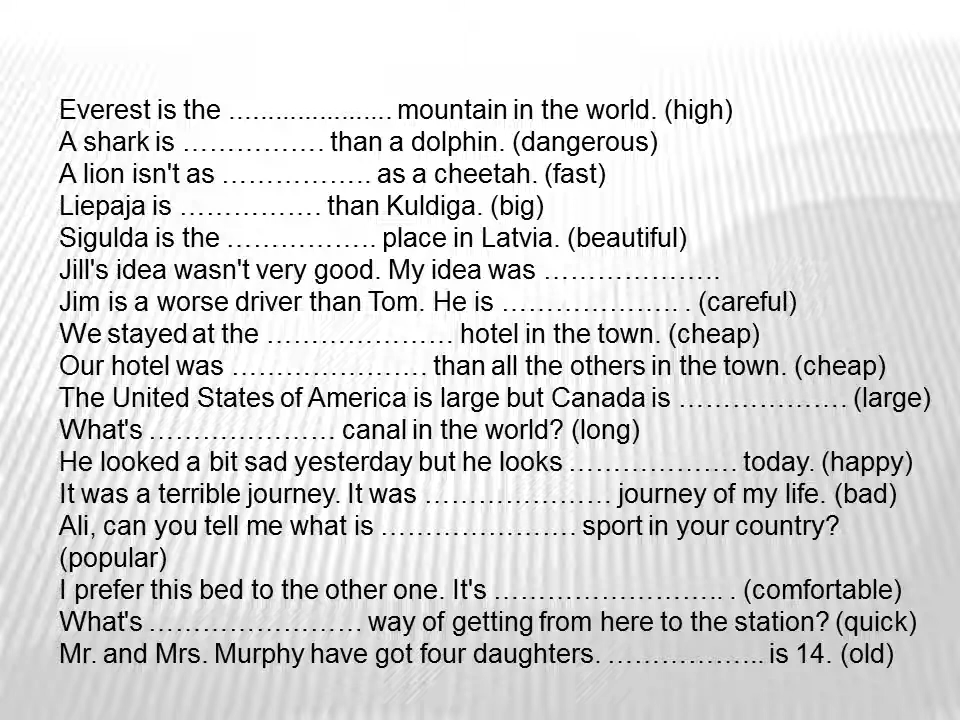 Everest is the ...................... mountain in the world. (high)
A shark is ……………. than a dolphin. (dangerous)
A lion isn't as …………….. as a cheetah. (fast)
Liepaja is ……………. than Kuldiga. (big)
Sigulda is the …………….. place in Latvia. (beautiful)
Jill's idea wasn't very good. My idea was ………………..
Jim is a worse driver than Tom. He is ……………….. . (careful)
We stayed at the ………………… hotel in the town. (cheap)
Our hotel was …………………. than all the others in the town. (cheap)
The United States of America is large but Canada is ………………. (large)
What's ………………… canal in the world? (long)
He looked a bit sad yesterday but he looks ………………. today. (happy)
It was a terrible journey. It was ………………… journey of my life. (bad)
Ali, can you tell me what is …………………. sport in your country?
(popular)
I prefer this bed to the other one. It's …………………….. . (comfortable)
What's …………………… way of getting from here to the station? (quick)
Mr. and Mrs. Murphy have got four daughters. ……………... is 14. (old)